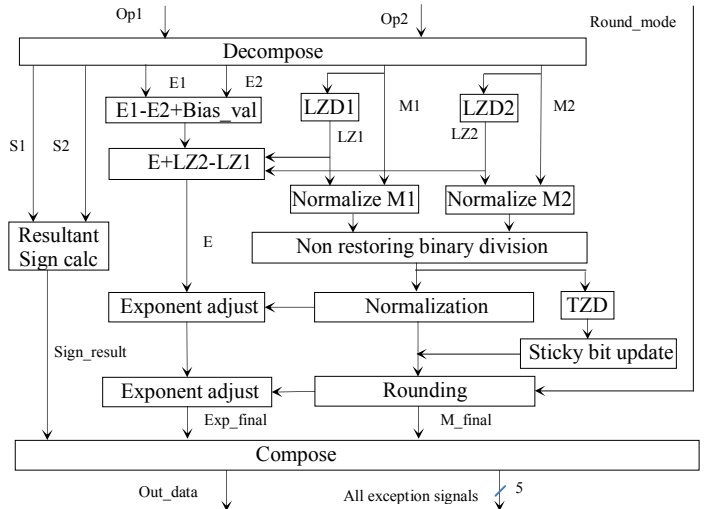 Op1
Op2
Round_mode
Decompose
E1
E2
E1-E2+Bias_val
LZD1
M1
LZD2
M2
S1
S2
LZ1
LZ2
E+LZ2-LZ1
Normalize M1
Normalize M2
Resultant
Sign calc
E
Non restoring binary division
Exponent adjust
Normalization
TZD
Sign_result
Sticky bit update
Exponent adjust
Rounding
Exp_final
M_final
Compose
Out_data
All exception signals
5